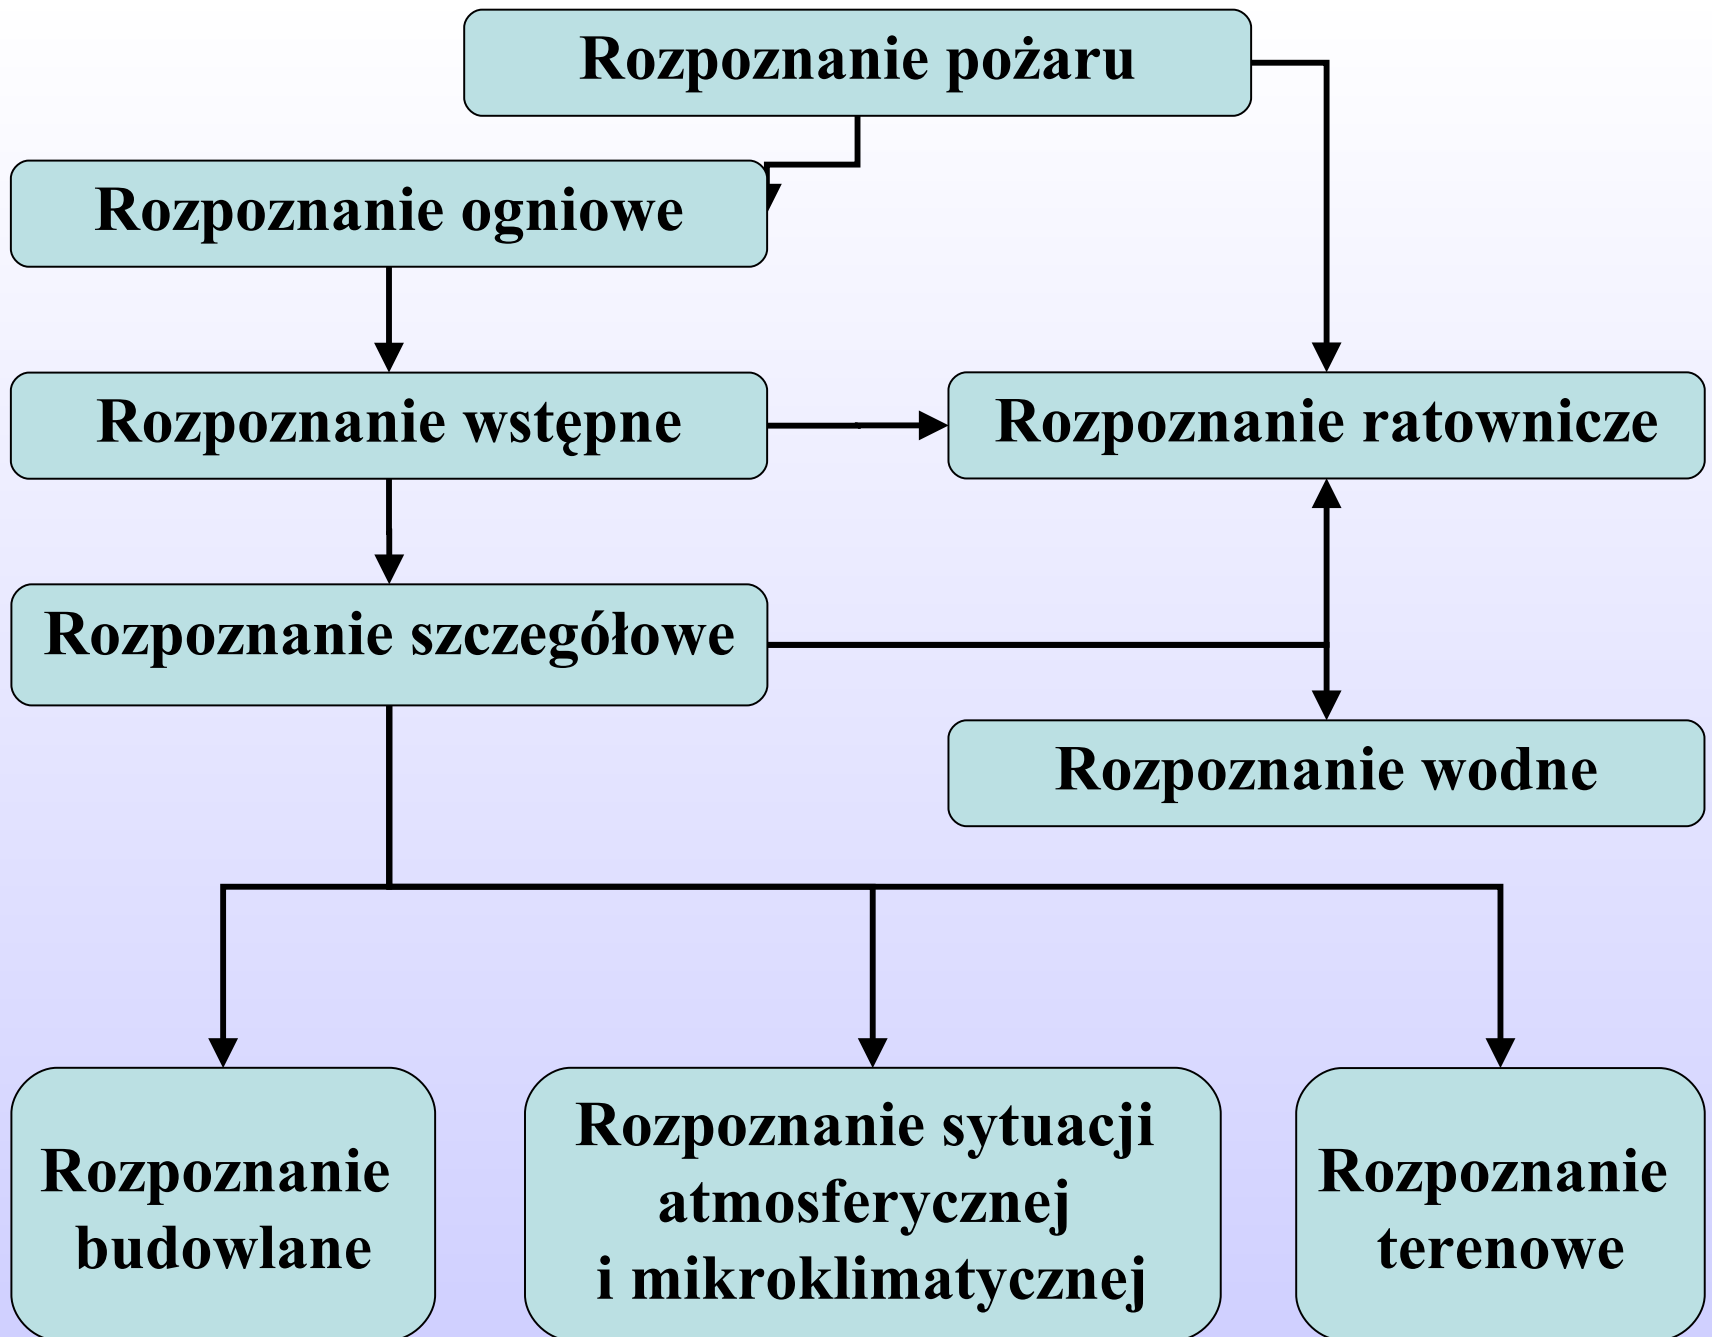 Rozpoznanie pożaru
Rozpoznanie ogniowe
Rozpoznanie wstępne
Rozpoznanie ratownicze
Rozpoznanie szczegółowe
Rozpoznanie wodne
Rozpoznanie
budowlane
Rozpoznanie sytuacji
atmosferycznej
i mikroklimatycznej
Rozpoznanie
terenowe